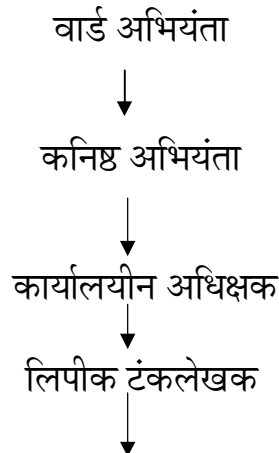 वार्ड अभियंता
कनिष्ठ अभियंता
कार्यालयीन अधिक्षक
लिपीक टंकलेखक